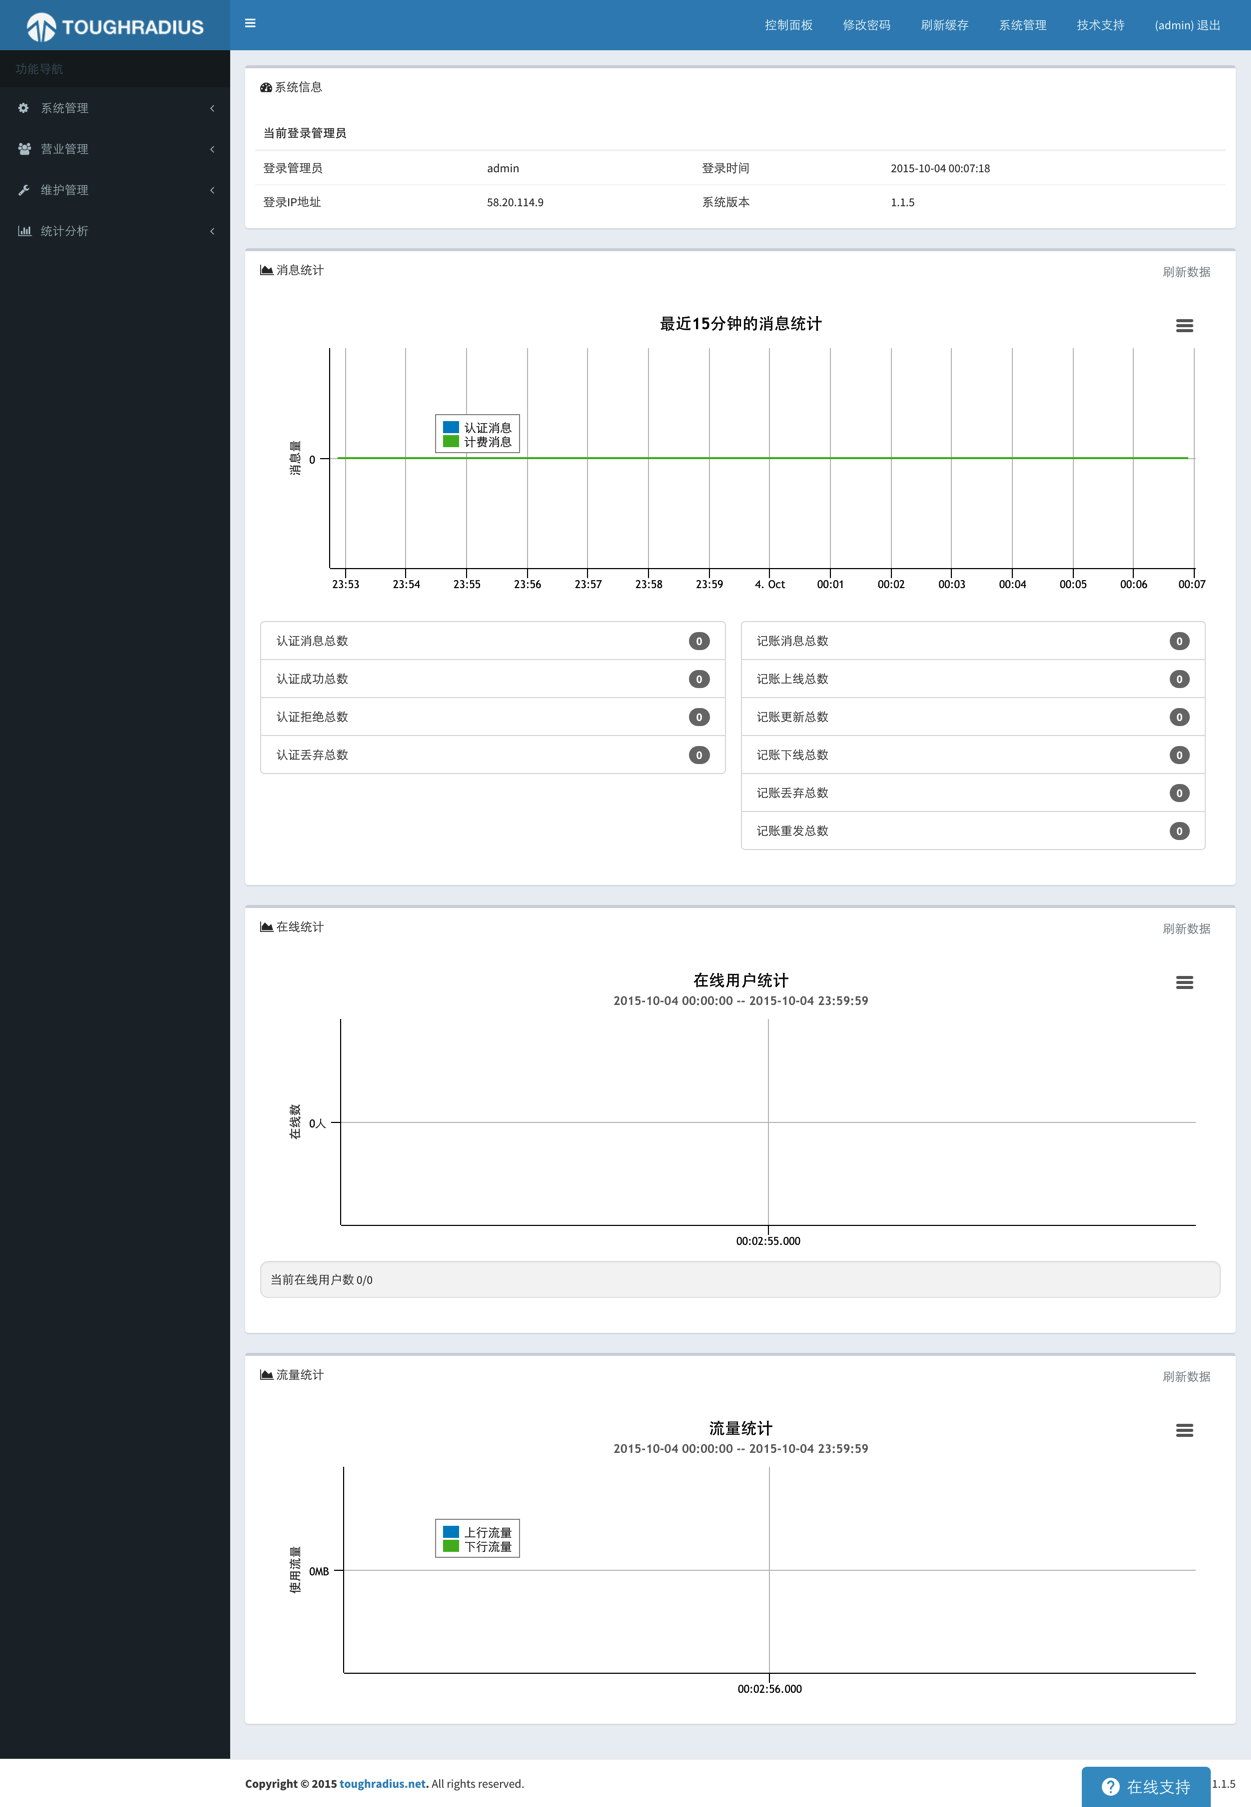 TOUGHRADIUS
控制面板 修改密码 刷新缓存 系统管理 技术支持 (admin) 退出
功能导航
系统管理
营业管理
维护管理
统计分析
系统信息
当前登录管理员
登录管理员 admin 登录时间 2015-10-04 00:07:18
登录IP地址 58.20.114.9 系统版本 1.1.5
消息统计 刷新数据
最近15分钟的消息统计
认证消息
计费消息
消息量
0
23:53 23:54 23:55 23:56 23:57 23:58 23:59 4. Oct 00:01 00:02 00:03 00:04 00:05 00:06 00:07
认证消息总数 0
认证成功总数 0
认证拒绝总数 0
认证丢弃总数 0
记账消息总数 0
记账上线总数 0
记账更新总数 0
记账下线总数 0
记账丢弃总数 0
记账重发总数 0
在线统计 刷新数据
在线用户统计
2015-10-04 00:00:00 -- 2015-10-04 23:59:59
在线数
0人
00:02:55.000
当前在线用户数 0/0
流量统计 刷新数据
流量统计
2015-10-04 00:00:00 -- 2015-10-04 23:59:59
上行流量
下行流量
使用流量
0MB
00:02:56.000
Copyright © 2015 toughradius.net. All rights reserved.
在线支持
1.1.5